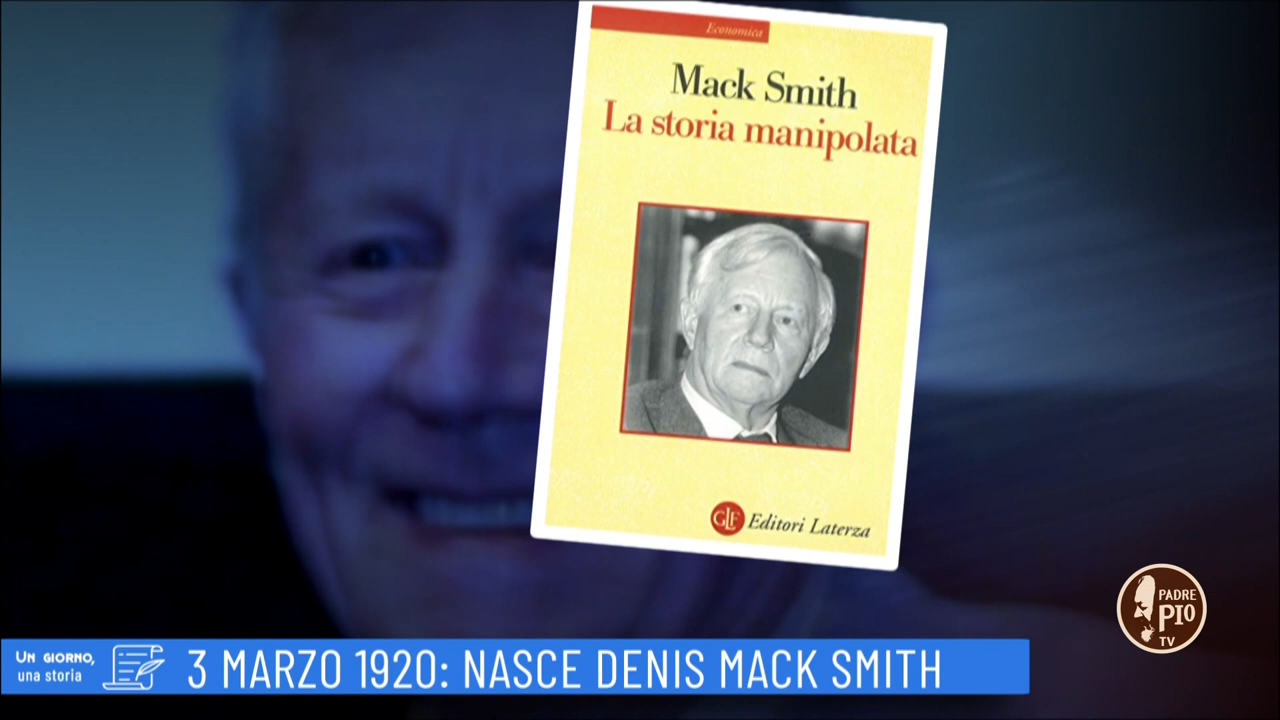 Economica
Mack Smith
La storia manipolata
GLF Editori Laterza
PADRE
PIO
TV
Un giorno,
una storia
3 MARZO 1920: NASCE DENIS MACK SMITH